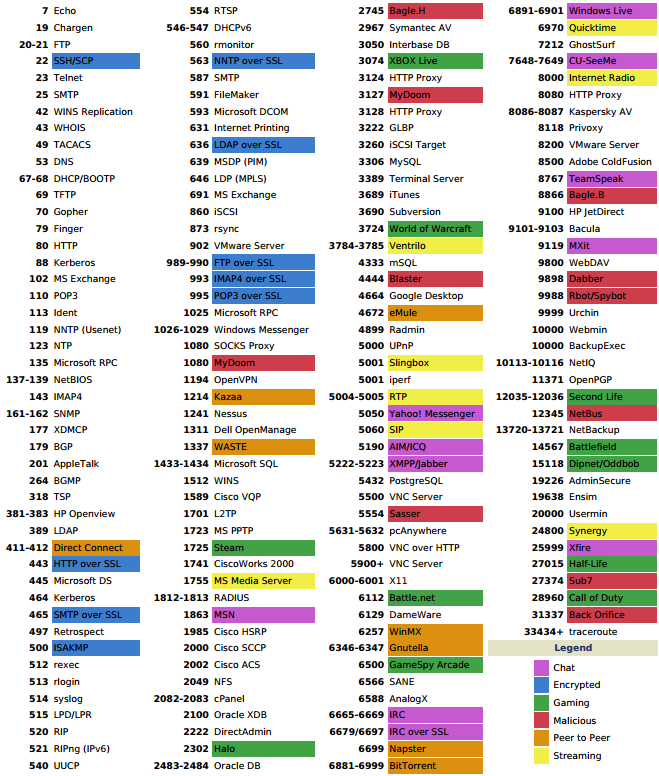 7 Echo
19 Chargen
20-21 FTP
22 SSH/SCP
23 Telnet
25 SMTP
42 WINS Replication
43 WHOIS
49 TACACS
53 DNS
67-68 DHCP/BOOTP
69 TFTP
70 Gopher
79 Finger
80 HTTP
88 Kerberos
102 MS Exchange
110 POP3
113 Ident
119 NNTP (Usenet)
123 NTP
135 Microsoft RPC
137-139 NetBIOS
143 IMAP4
161-162 SNMP
177 XDMCP
179 BGP
201 AppleTalk
264 BGMP
318 TSP
381-383 HP Openview
389 LDAP
411-412 Direct Connect
443 HTTP over SSL
445 Microsoft DS
464 Kerberos
465 SMTP over SSL
497 Retrospect
500 ISAKMP
512 rexec
513 rlogin
514 syslog
515 LPD/LPR
520 RIP
521 RIPng (IPv6)
540 UUCP
554 RTSP
546-547 DHCPv6
560 rmonitor
563 NNTP over SSL
587 SMTP
591 FileMaker
593 Microsoft DCOM
631 Internet Printing
636 LDAP over SSL
639 MSDP (PIM)
646 LDP (MPLS)
691 MS Exchange
860 iSCSI
873 rsync
902 VMware Server
989-990 FTP over SSL
993 IMAP4 over SSL
995 POP3 over SSL
1025 Microsoft RPC
1026-1029 Windows Messenger
1080 SOCKS Proxy
1080 MyDoom
1194 OpenVPN
1214 Kazaa
1241 Nessus
1311 Dell OpenManage
1337 WASTE
1433-1434 Microsoft SQL
1512 WINS
1589 Cisco VQP
1701 L2TP
1723 MS PPTP
1725 Steam
1741 CiscoWorks 2000
1755 MS Media Server
1812-1813 RADIUS
1863 MSN
1985 Cisco HSRP
2000 Cisco SCCP
2002 Cisco ACS
2049 NFS
2082-2083 cPanel
2100 Oracle XDB
2222 DirectAdmin
2302 Halo
2483-2484 Oracle DB
2745 Bagle.H
2967 Symantec AV
3050 Interbase DB
3074 XBOX Live
3124 HTTP Proxy
3127 MyDoom
3128 HTTP Proxy
3222 GLBP
3260 iSCSI Target
3306 MySQL
3389 Terminal Server
3689 iTunes
3690 Subversion
3724 World of Warcraft
3784-3785 Ventrilo
4333 mSQL
4444 Blaster
4664 Google Desktop
4672 eMule
4899 Radmin
5000 UPnP
5001 Slingbox
5001 iperf
5004-5005 RTP
5050 Yahoo! Messenger
5060 SIP
5190 AIM/ICQ
5222-5223 XMPP/Jabber
5432 PostgreSQL
5500 VNC Server
5554 Sasser
5631-5632 pcAnywhere
5800 VNC over HTTP
5900+ VNC Server
6000-6001 X11
6112 Battle.net
6129 DameWare
6257 WinMX
6346-6347 Gnutella
6500 GameSpy Arcade
6566 SANE
6588 AnalogX
6665-6669 IRC
6679/6697 IRC over SSL
6699 Napster
6881-6999 BitTorrent
6891-6901 Windows Live
6970 Quicktime
7212 GhostSurf
7648-7649 CU-SeeMe
8000 Internet Radio
8080 HTTP Proxy
8086-8087 Kaspersky AV
8118 Privoxy
8200 VMware Server
8500 Adobe ColdFusion
8767 TeamSpeak
8866 Bagle.B
9100 HP JetDirect
9101-9103 Bacula
9119 MXit
9800 WebDAV
9898 Dabber
9988 Rbot/Spybot
9999 Urchin
10000 Webmin
10000 BackupExec
10113-10116 NetIQ
11371 OpenPGP
12035-12036 Second Life
12345 NetBus
13720-13721 NetBackup
14567 Battlefield
15118 Dipnet/Oddbob
19226 AdminSecure
19638 Ensim
20000 Usermin
24800 Synergy
25999 Xfire
27015 Half-Life
27374 Sub7
28960 Call of Duty
31337 Back Orifice
33434+ traceroute
Legend
Chat
Encrypted
Gaming
Malicious
Peer to Peer
Streaming